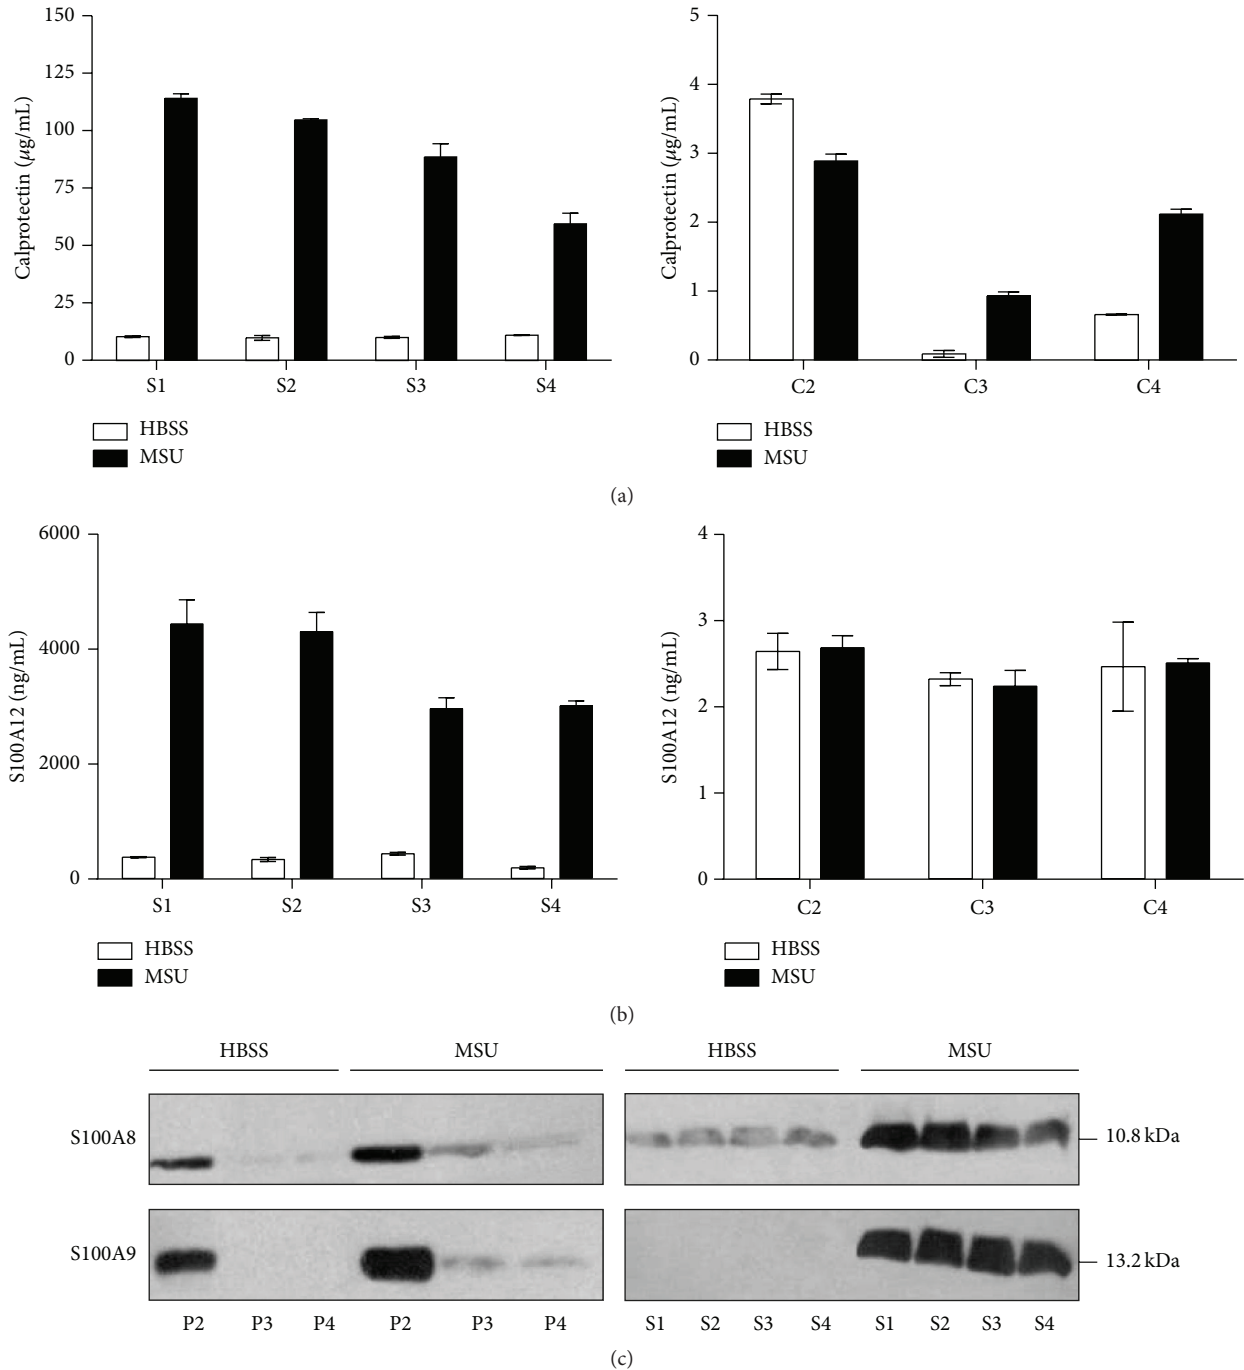 150
125
100
75
50
25
0
Calprotectin (μg/mL)
S1 S2 S3 S4
HBSS
MSU
5
4
3
2
1
0
Calprotectin (μg/mL)
C2 C3 C4
HBSS
MSU
(a)
6000
4000
2000
0
S100A12 (ng/mL)
S1 S2 S3 S4
HBSS
MSU
4
3
2
1
0
S100A12 (ng/mL)
C2 C3 C4
HBSS
MSU
(b)
HBSS MSU HBSS MSU
S100A8 10.8 kDa
S100A9 13.2 kDa
P2 P3 P4 P2 P3 P4 S1 S2 S3 S4 S1 S2 S3 S4
(c)